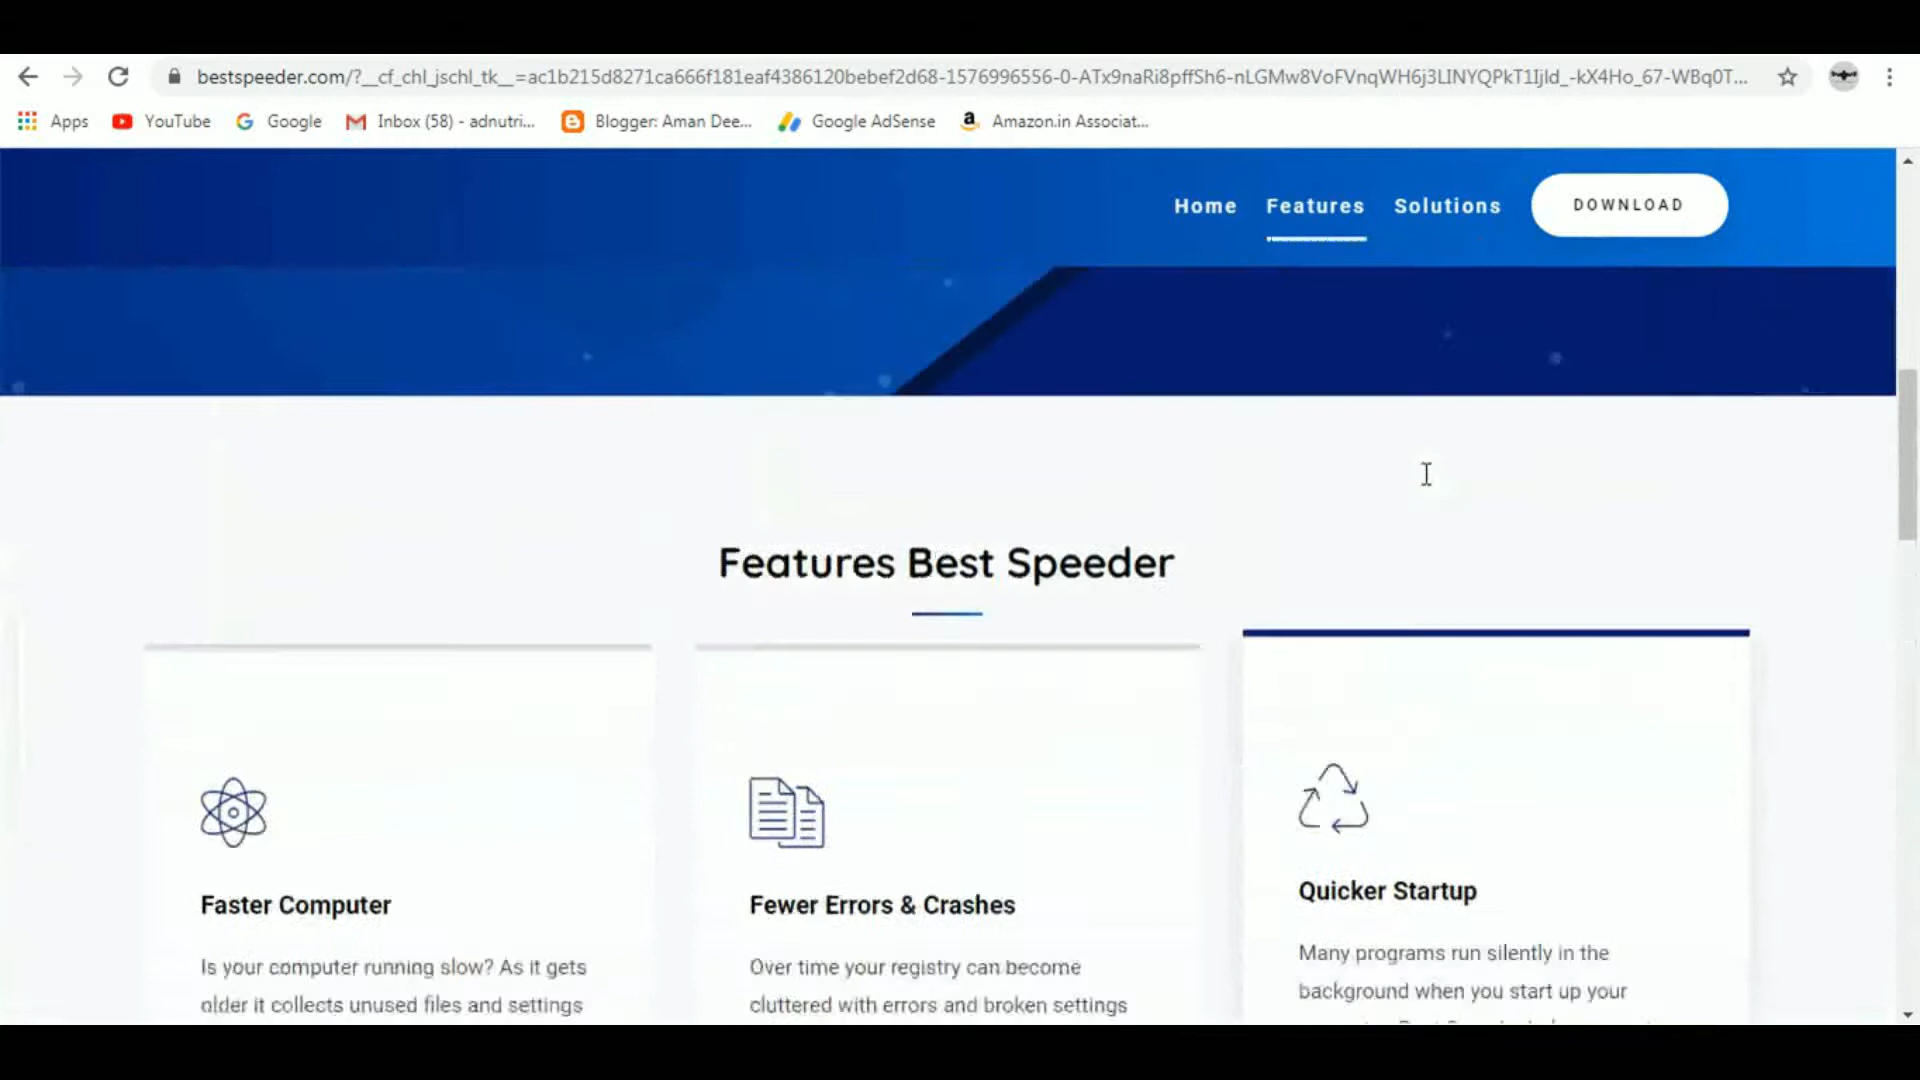 bestspeeder.com/?__cf_chl_jschl_tk__=ac1b215d8271ca666f181eaf4386120bebef2d68-1576996556-0-ATx9naRi8pffSh6-nLGMw8VoFVnqWH6j3LINYQPkT1Ijld_-kX4Ho_67-WBq0T...
Apps YouTube Google Inbox (58) - adnutri... Blogger: Aman Dee... Google AdSense Amazon.in Associat...
Home Features Solutions DOWNLOAD
Features Best Speeder
Faster Computer
Is your computer running slow? As it gets
older it collects unused files and settings
Fewer Errors & Crashes
Over time your registry can become
cluttered with errors and broken settings
Quicker Startup
Many programs run silently in the
background when you start up your